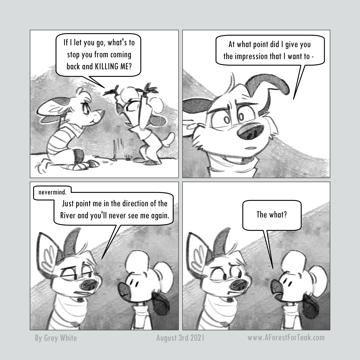 If I let you go, what's to
stop you from coming
back and KILLING ME?
At what point did I give you
the impression that I want to -
nevermind.
Just point me in the direction of the
River and you'll never see me again.
The what?
By Grey White
August 3rd 2021
www.AForestForTeak.com